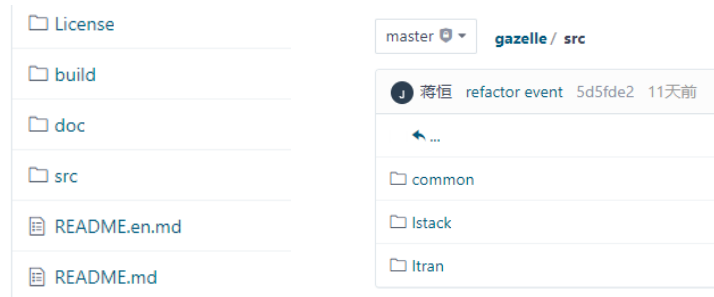 License
build
doc
src
README.en.md
README.md
master
gazelle / src
J 蒋恒 refactor event 5d5fde2 11天前
...
common
lstack
ltran